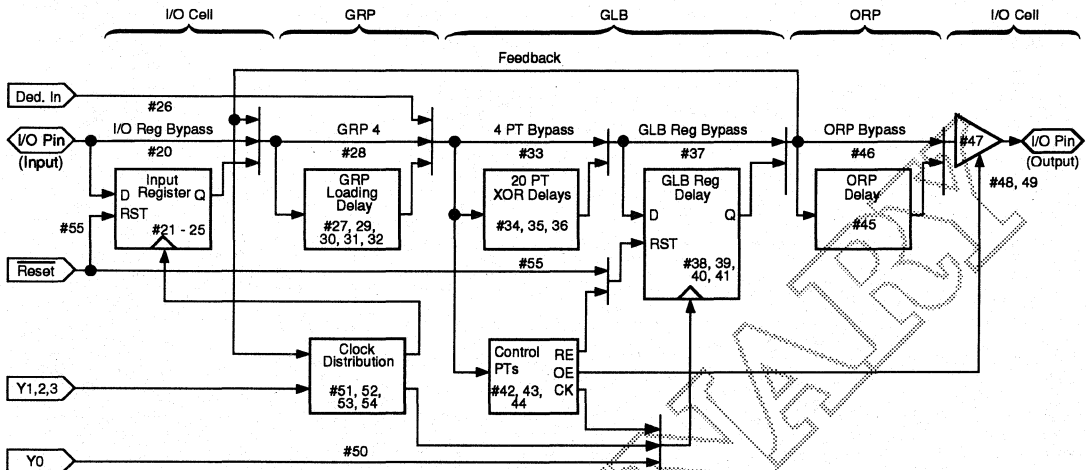 I/O Cell GRP GLB ORP I/O Cell
Feedback
Ded. In
#26
I/O Pin
(Input)
I/O Reg Bypass
#20
GRP 4
#28
4 PT Bypass
#33
GLB Reg Bypass
#37
ORP Bypass
#46
#47
I/O Pin
(Output)
#48, 49
Input
Register
D Q
RST
#21 - 25
#55
GRP
Loading
Delay
#27, 29,
30, 31, 32
20 PT
XOR Delays
#34, 35, 36
GLB Reg
Delay
D Q
RST
#38, 39,
40, 41
ORP
Delay
#45
Reset
#55
Clock
Distribution
#51, 52,
53, 54
Control
PTs
#42, 43,
44
RE
OE
CK
Y1,2,3
Y0
#50